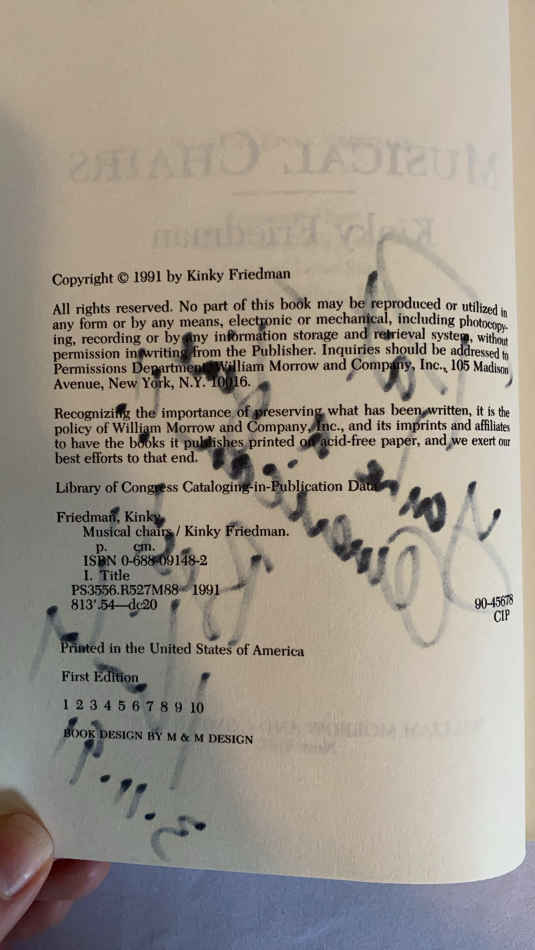 MUSICAL CHAIRS
Kinky Friedman
Copyright © 1991 by Kinky Friedman
All rights reserved. No part of this book may be reproduced or utilized in
any form or by any means, electronic or mechanical, including photocopy-
ing, recording or by any information storage and retrieval system, without
permission in writing from the Publisher. Inquiries should be addressed to
Permissions Department, William Morrow and Company, Inc., 105 Madison
Avenue, New York, N.Y. 10016.
Recognizing the importance of preserving what has been written, it is the
policy of William Morrow and Company, Inc., and its imprints and affiliates
to have the books it publishes printed on acid-free paper, and we exert our
best efforts to that end.
Library of Congress Cataloging-in-Publication Data
Friedman, Kinky.
Musical chairs / Kinky Friedman.
p. cm.
ISBN 0-688-09148-2
I. Title
PS3556.R527M88 1991
813'.54—dc20
90-45678
CIP
Printed in the United States of America
First Edition
1 2 3 4 5 6 7 8 9 10
BOOK DESIGN BY M & M DESIGN